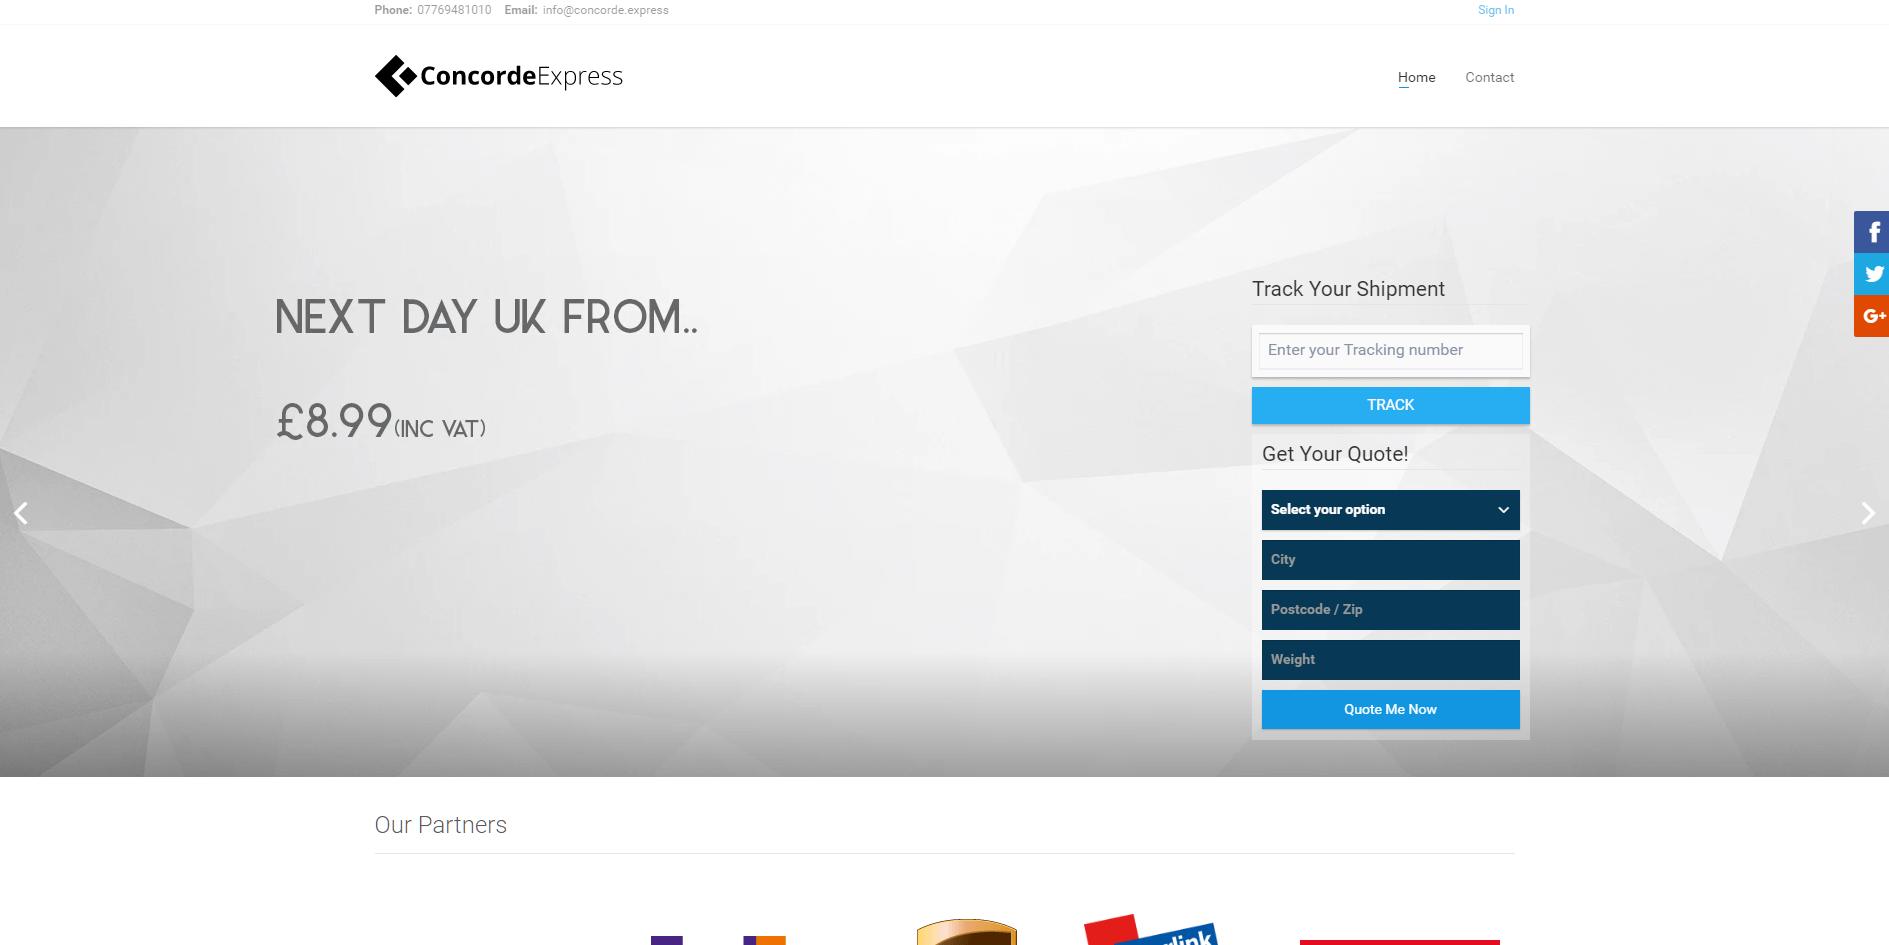 Phone: 07769481010 Email: info@concorde.express
Sign In
ConcordeExpress
Home
Contact
NEXT DAY UK FROM..
£8.99(INC VAT)
Track Your Shipment
Enter your Tracking number
TRACK
Get Your Quote!
Select your option
City
Postcode / Zip
Weight
Quote Me Now
f
G+
Our Partners